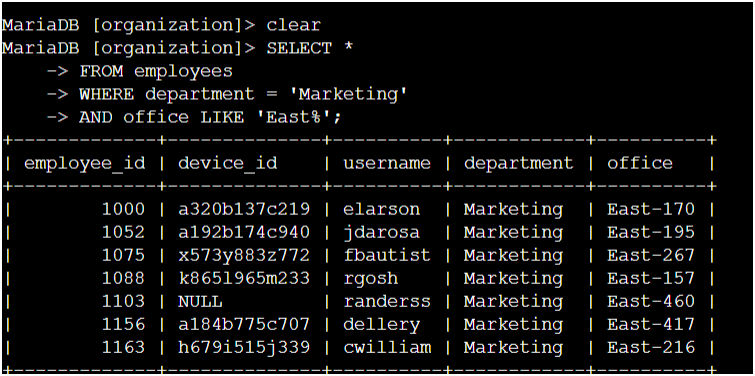 MariaDB [organization]> clear
MariaDB [organization]> SELECT *
    -> FROM employees
    -> WHERE department = 'Marketing'
    -> AND office LIKE 'East%';
+-------------+--------------+----------+------------+----------+
| employee_id | device_id    | username | department | office   |
+-------------+--------------+----------+------------+----------+
|        1000 | a320b137c219 | elarson  | Marketing  | East-170 |
|        1052 | a192b174c940 | jdarosa  | Marketing  | East-195 |
|        1075 | x573y883z772 | fbautist | Marketing  | East-267 |
|        1088 | k865l965m233 | rgosh    | Marketing  | East-157 |
|        1103 | NULL         | randerss | Marketing  | East-460 |
|        1156 | a184b775c707 | dellery  | Marketing  | East-417 |
|        1163 | h679i515j339 | cwilliam | Marketing  | East-216 |
+-------------+--------------+----------+------------+----------+